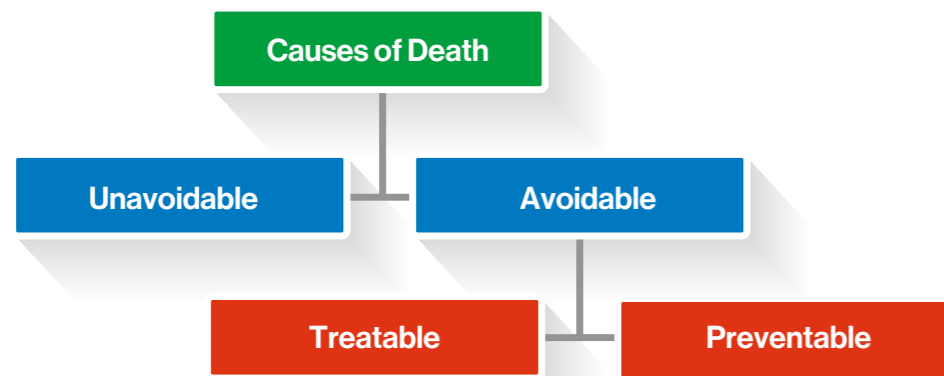 Causes of Death
Unavoidable
Avoidable
Treatable
Preventable